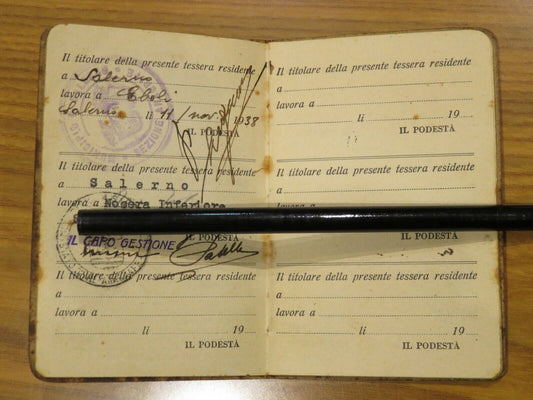 Il titolare della presente tessera residente
a Salerno
lavora a Eboli
Salerno li 11 nov. 1938
IL PODESTÀ
Il titolare della presente tessera residente
a Salerno
lavora a Nocera Inferiore
IL PODESTÀ
IL CAPO GESTIONE
Il titolare della presente tessera residente
a
lavora a
li 19
IL PODESTÀ
Il titolare della presente tessera residente
a
lavora a
li 19
IL PODESTÀ
Il titolare della presente tessera residente
a
lavora a
IL PODESTÀ
Il titolare della presente tessera residente
a
lavora a
li 19
IL PODESTÀ